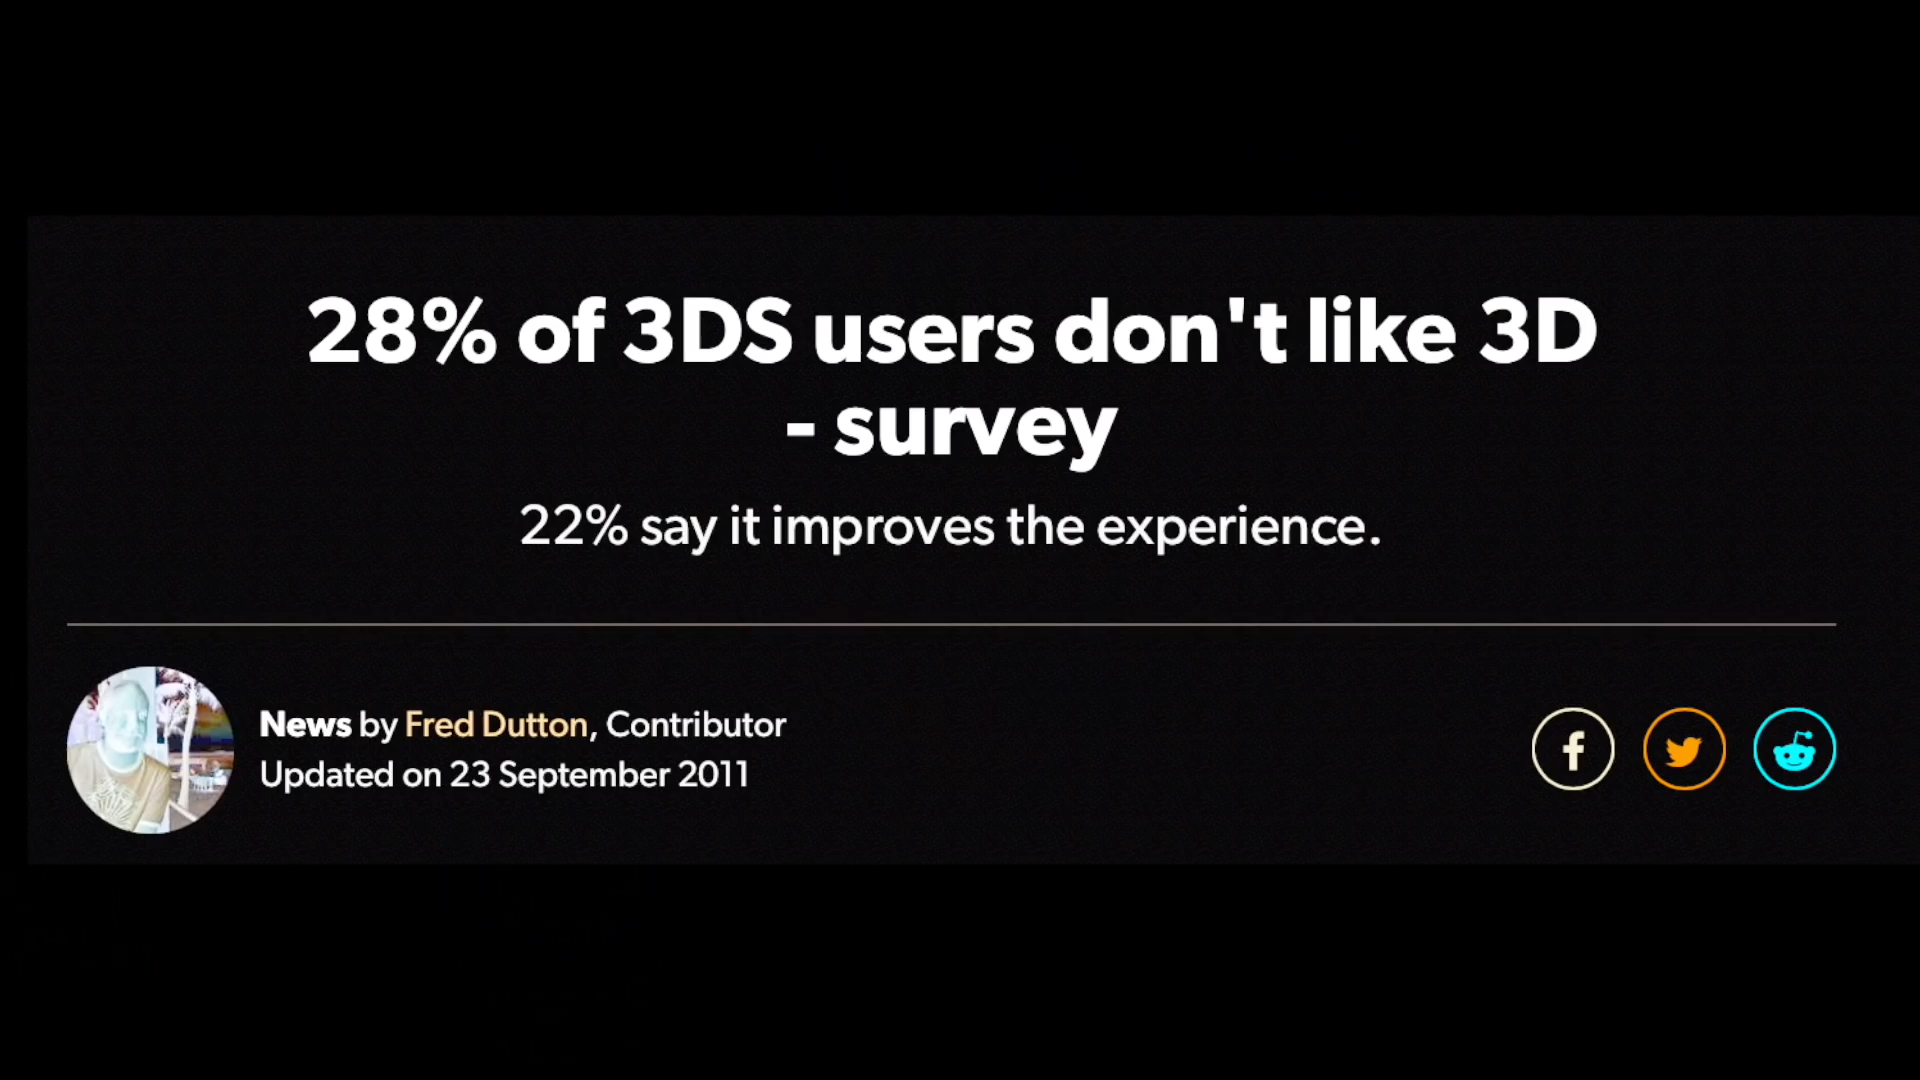 28% of 3DS users don't like 3D
- survey
22% say it improves the experience.
News by Fred Dutton, Contributor
Updated on 23 September 2011